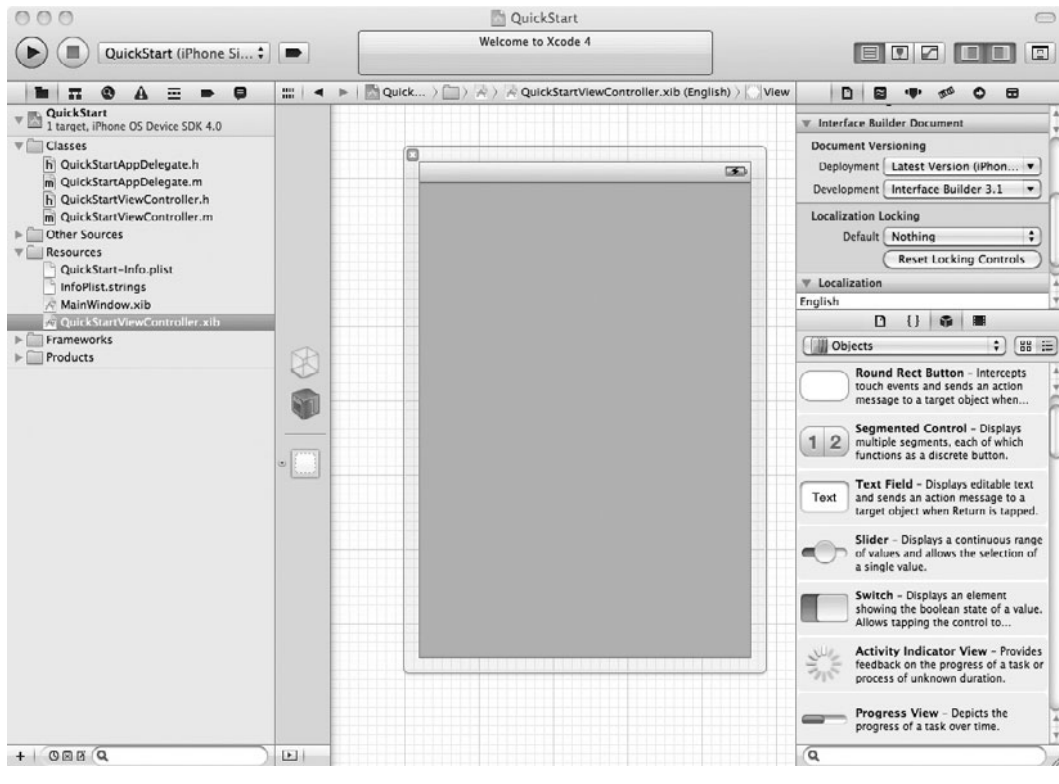 QuickStart
QuickStart (iPhone Si...
Welcome to Xcode 4
Quick...
QuickStartViewController.xib (English)
View
QuickStart
1 target, iPhone OS Device SDK 4.0
Classes
h QuickStartAppDelegate.h
m QuickStartAppDelegate.m
h QuickStartViewController.h
m QuickStartViewController.m
Other Sources
Resources
QuickStart-Info.plist
InfoPlist.strings
MainWindow.xib
QuickStartViewController.xib
Frameworks
Products
Interface Builder Document
Document Versioning
Deployment Latest Version (iPhon...
Development Interface Builder 3.1
Localization Locking
Default Nothing
Reset Locking Controls
Localization
English
{ }
Objects
Round Rect Button – Intercepts
touch events and sends an action
message to a target object when...
1 2
Segmented Control – Displays
multiple segments, each of which
functions as a discrete button.
Text
Text Field – Displays editable text
and sends an action message to a
target object when Return is tapped.
Slider – Displays a continuous range
of values and allows the selection of
a single value.
Switch – Displays an element
showing the boolean state of a value.
Allows tapping the control to...
Activity Indicator View – Provides
feedback on the progress of a task or
process of unknown duration.
Progress View – Depicts the
progress of a task over time.